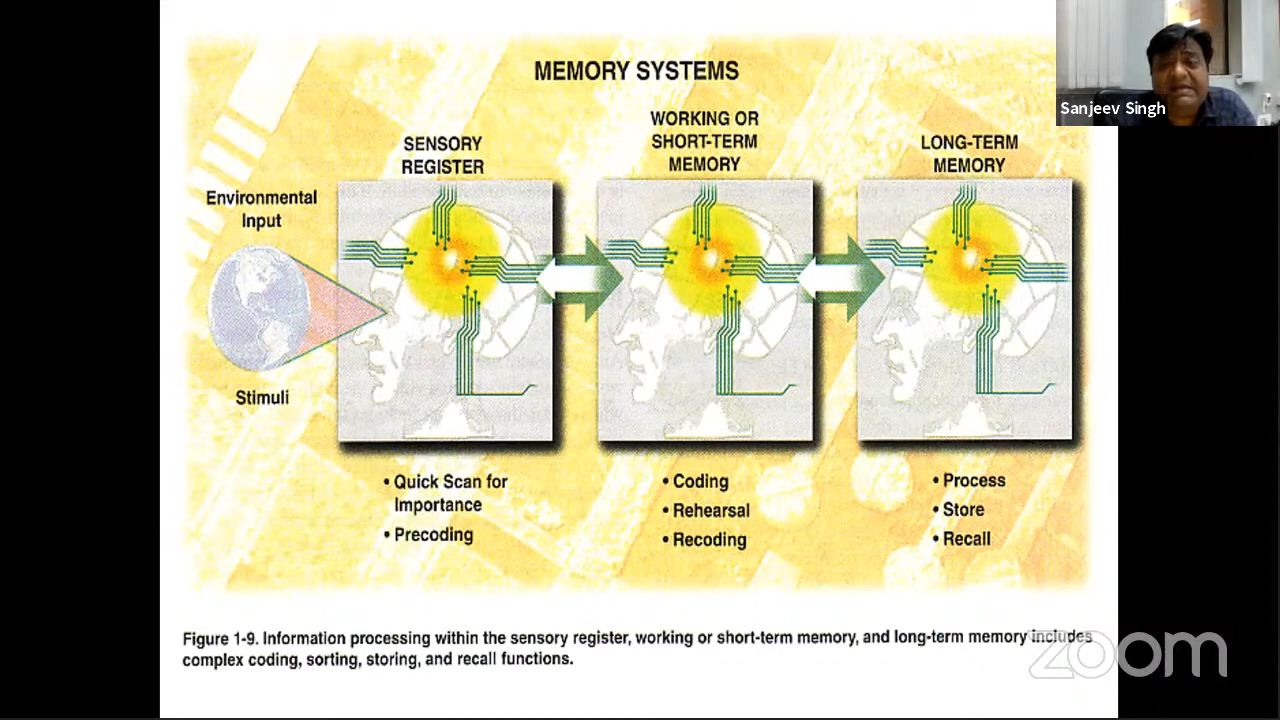 MEMORY SYSTEMS
Sanjeev Singh
SENSORY
REGISTER
WORKING OR
SHORT-TERM
MEMORY
LONG-TERM
MEMORY
Environmental
Input
Stimuli
• Quick Scan for
Importance
• Precoding
• Coding
• Rehearsal
• Recoding
• Process
• Store
• Recall
Figure 1-9. Information processing within the sensory register, working or short-term memory, and long-term memory includes
complex coding, sorting, storing, and recall functions.
zoom